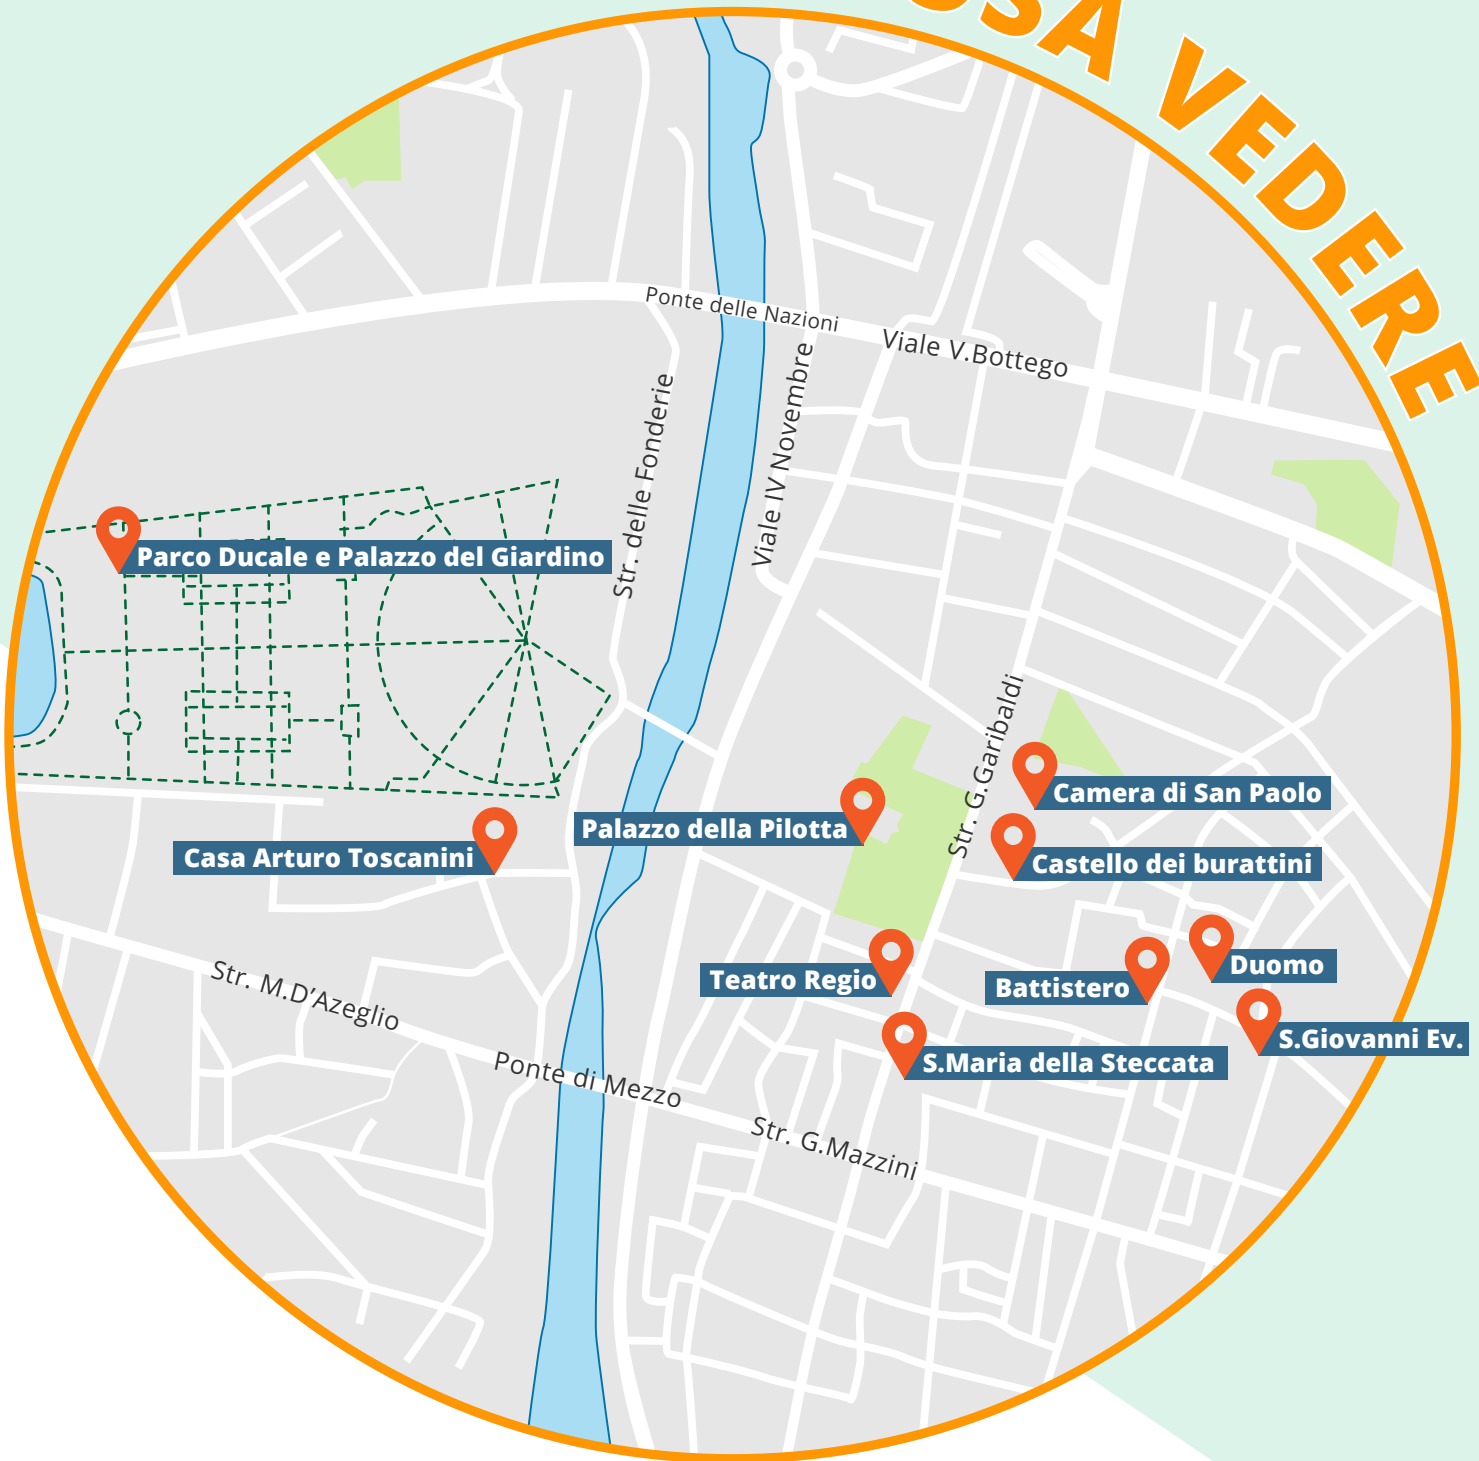 OSA VEDERE
Ponte delle Nazioni
Viale V.Bottego
Str. delle Fonderie
Viale IV Novembre
Parco Ducale e Palazzo del Giardino
Str. G.Garibaldi
Camera di San Paolo
Palazzo della Pilotta
Casa Arturo Toscanini
Castello dei burattini
Teatro Regio
Duomo
Battistero
Str. M.D’Azeglio
S.Giovanni Ev.
S.Maria della Steccata
Ponte di Mezzo
Str. G.Mazzini